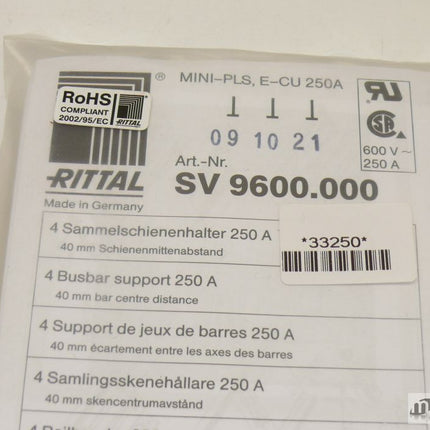 MINI-PLS, E-CU 250A
RoHS
COMPLIANT
2002/95/EC
RITTAL
®
09 10 21
600 V~
250 A
Art.-Nr.
SV 9600.000
RITTAL
Made in Germany
4 Sammelschienenhalter 250 A
40 mm Schienenmittenabstand
*33250*
4 Busbar support 250 A
40 mm bar centre distance
4 Support de jeux de barres 250 A
40 mm écartement entre les axes des barres
4 Samlingsskenehållare 250 A
40 mm skencentrumavstånd